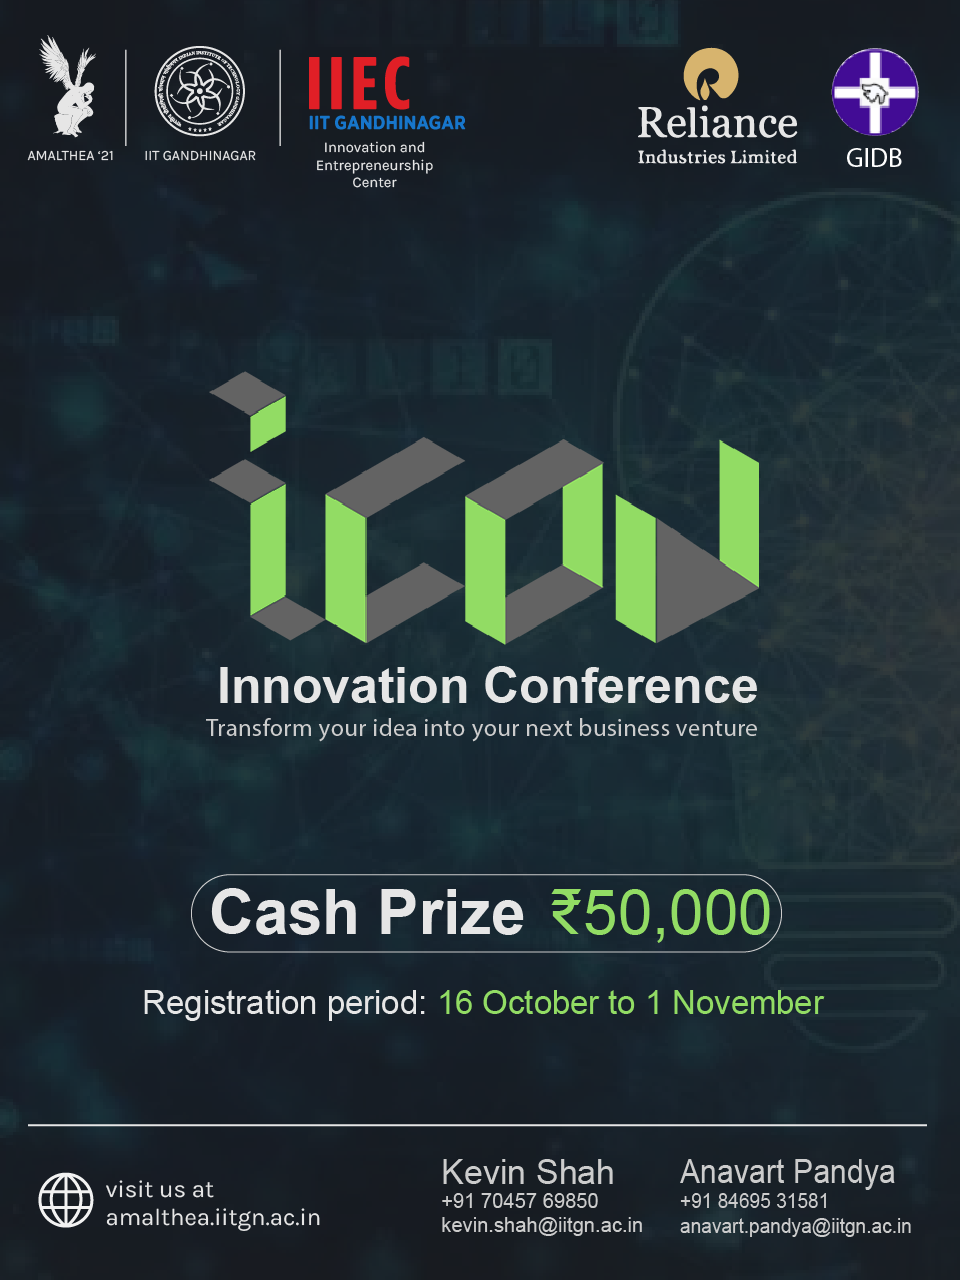 AMALTHEA ‘21
IIT GANDHINAGAR
IIEC
IIT GANDHINAGAR
Innovation and
Entrepreneurship
Center
Reliance
Industries Limited
GIDB
icon
Innovation Conference
Transform your idea into your next business venture
Cash Prize ₹50,000
Registration period: 16 October to 1 November
visit us at
amalthea.iitgn.ac.in
Kevin Shah
+91 70457 69850
kevin.shah@iitgn.ac.in
Anavart Pandya
+91 84695 31581
anavart.pandya@iitgn.ac.in